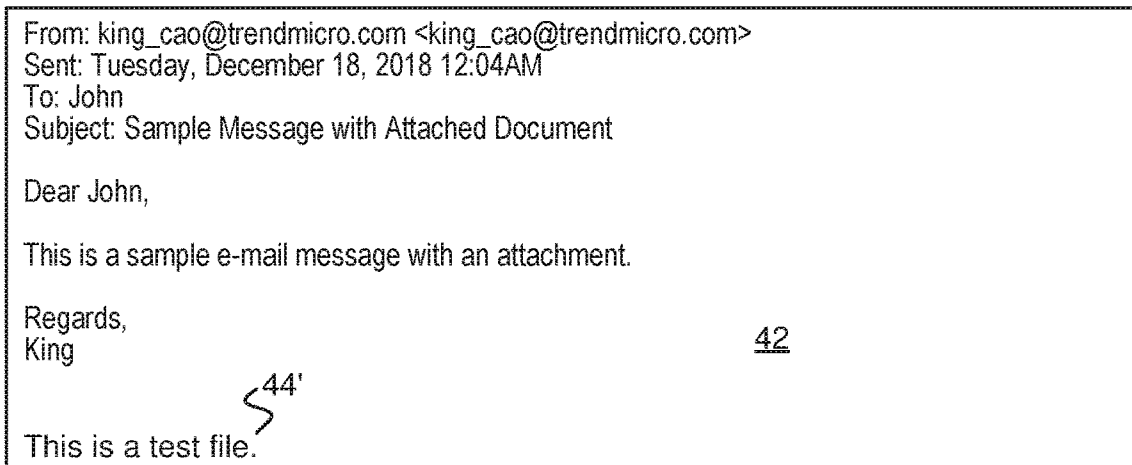 From: king_cao@trendmicro.com <king_cao@trendmicro.com>
Sent: Tuesday, December 18, 2018 12:04AM
To: John
Subject: Sample Message with Attached Document
Dear John,
This is a sample e-mail message with an attachment.
Regards,
King
42
44'
This is a test file.